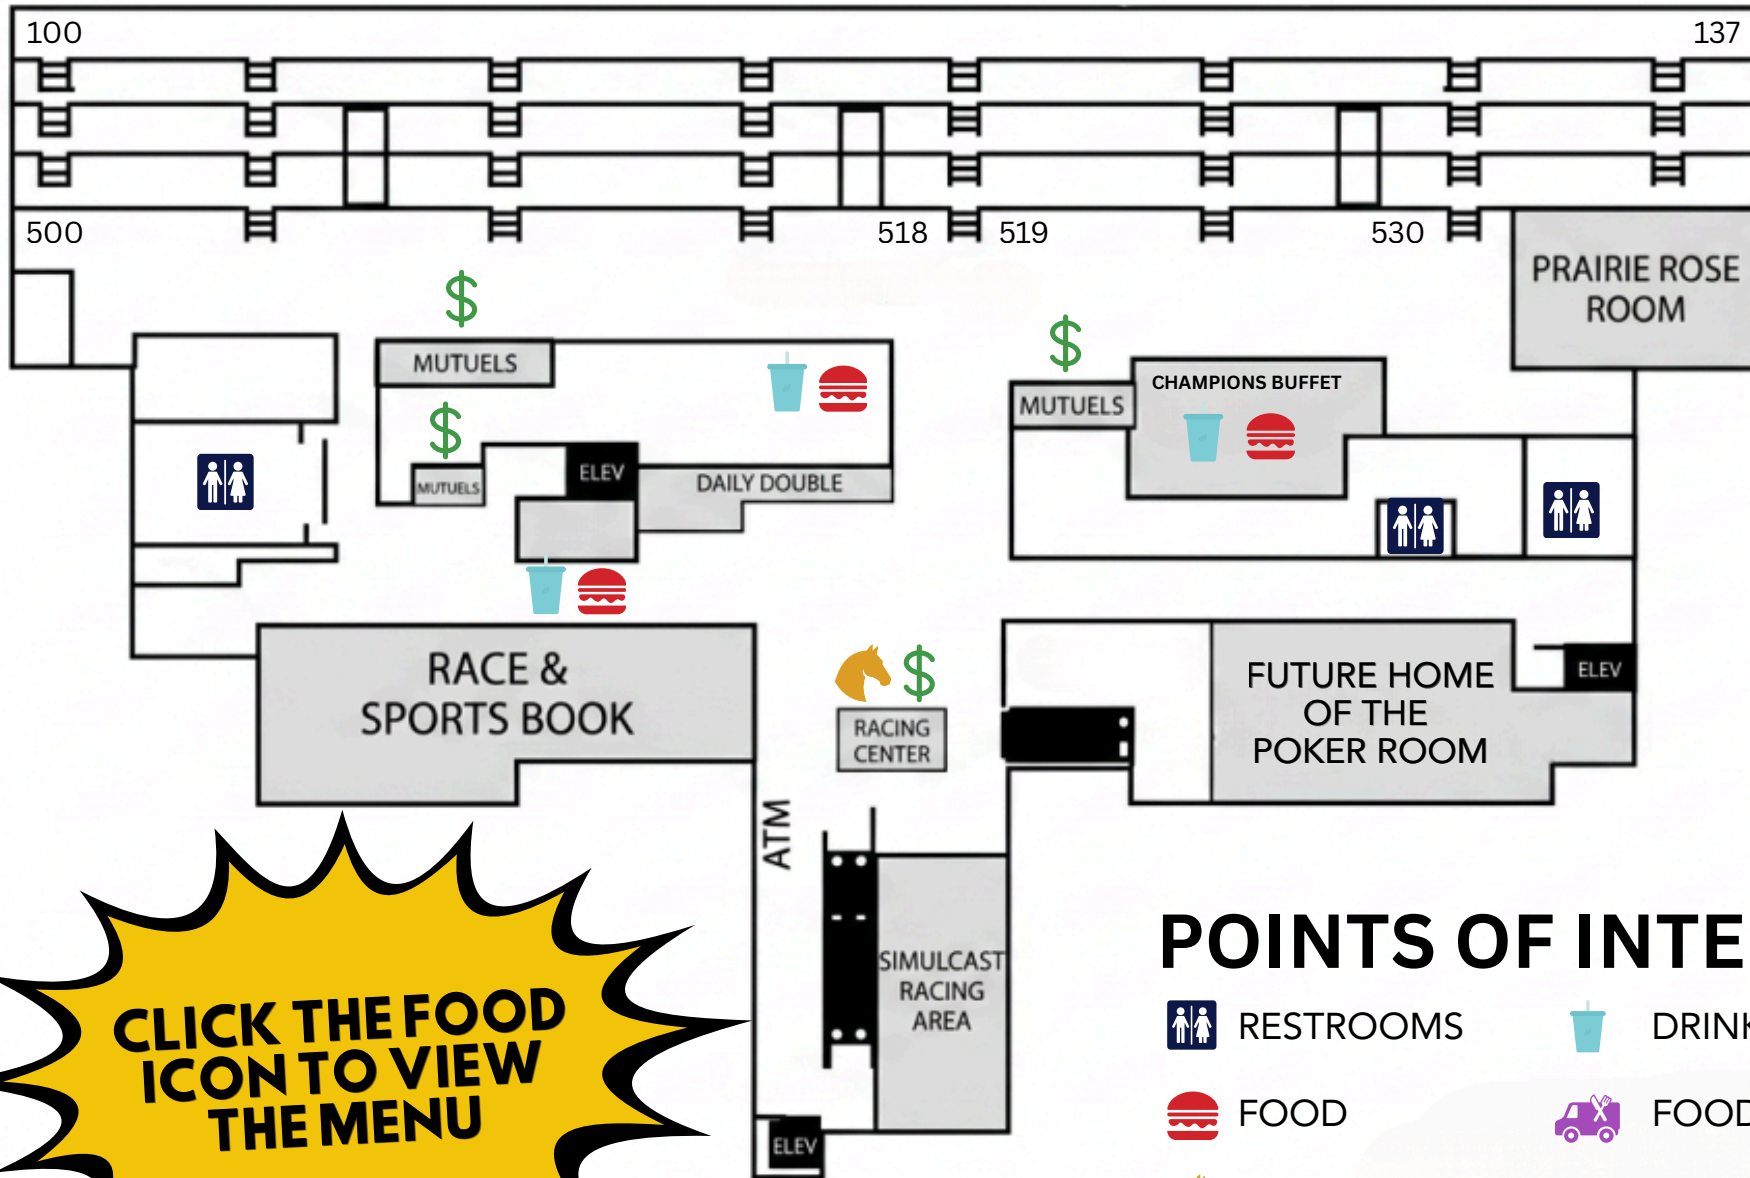 100
137
500
518
519
530
PRAIRIE ROSE
ROOM
$
MUTUELS
$
MUTUELS
ELEV
DAILY DOUBLE
$
MUTUELS
CHAMPIONS BUFFET
RACE &
SPORTS BOOK
$
RACING
CENTER
FUTURE HOME
OF THE
POKER ROOM
ELEV
ATM
SIMULCAST
RACING
AREA
ELEV
CLICK THE FOOD
ICON TO VIEW
THE MENU
POINTS OF INTE
RESTROOMS
DRINK
FOOD
FOOD